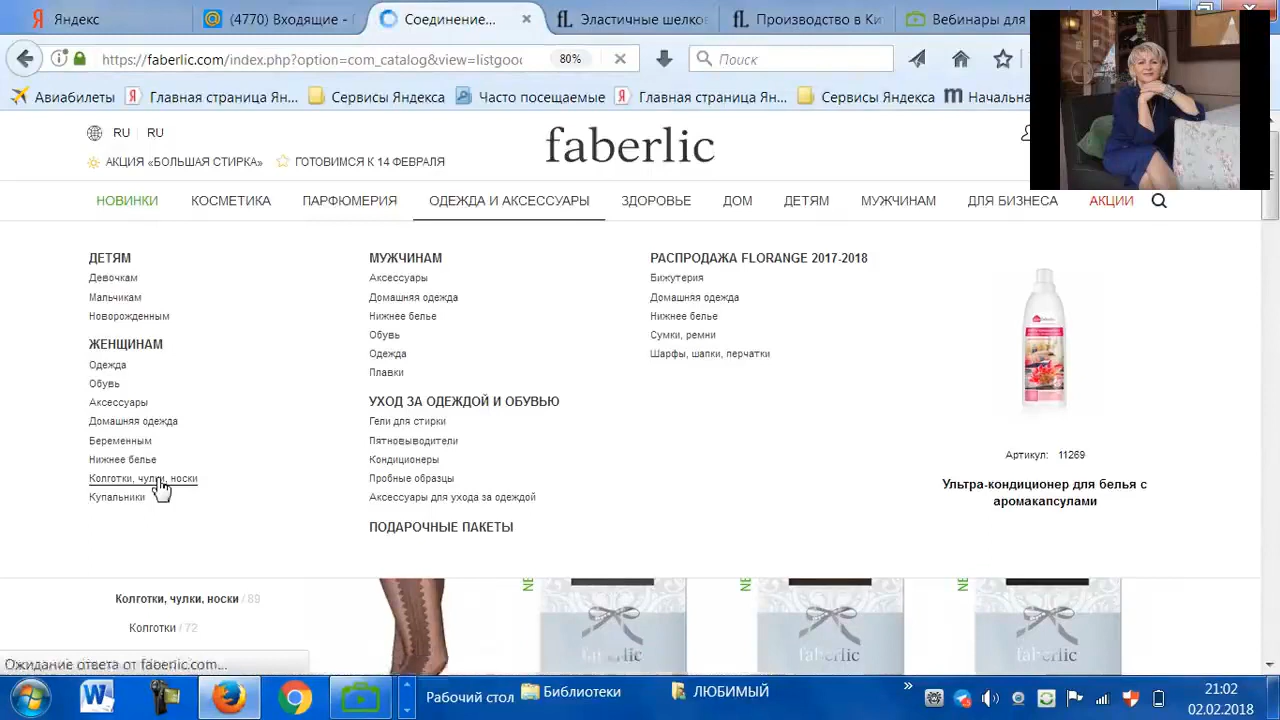 Яндекс
(4770) Входящие -
Соединение...
Эластичные шелков
Производство в Ки
Вебинары для
https://faberlic.com/index.php?option=com_catalog&view=listgood
80%
Поиск
Авиабилеты
Главная страница Ян...
Сервисы Яндекса
Часто посещаемые
Главная страница Ян...
Сервисы Яндекса
Начальна
RU
RU
faberlic
АКЦИЯ «БОЛЬШАЯ СТИРКА»
ГОТОВИМСЯ К 14 ФЕВРАЛЯ
НОВИНКИ
КОСМЕТИКА
ПАРФЮМЕРИЯ
ОДЕЖДА И АКСЕССУАРЫ
ЗДОРОВЬЕ
ДОМ
ДЕТЯМ
МУЖЧИНАМ
ДЛЯ БИЗНЕСА
АКЦИИ
ДЕТЯМ
Девочкам
Мальчикам
Новорожденным
ЖЕНЩИНАМ
Одежда
Обувь
Аксессуары
Домашняя одежда
Беременным
Нижнее белье
Колготки, чулки, носки
Купальники
МУЖЧИНАМ
Аксессуары
Домашняя одежда
Нижнее белье
Обувь
Одежда
Плавки
УХОД ЗА ОДЕЖДОЙ И ОБУВЬЮ
Гели для стирки
Пятновыводители
Кондиционеры
Пробные образцы
Аксессуары для ухода за одеждой
ПОДАРОЧНЫЕ ПАКЕТЫ
РАСПРОДАЖА FLORANGE 2017-2018
Бижутерия
Домашняя одежда
Нижнее белье
Сумки, ремни
Шарфы, шапки, перчатки
Артикул: 11269
Ультра-кондиционер для белья с
аромакапсулами
Колготки, чулки, носки / 89
Колготки / 72
NE
NE
NE
faberlic
faberlic
faberlic
Ожидание ответа от faberlic.com...
Рабочий стол
Библиотеки
ЛЮБИМЫЙ
21:02
02.02.2018